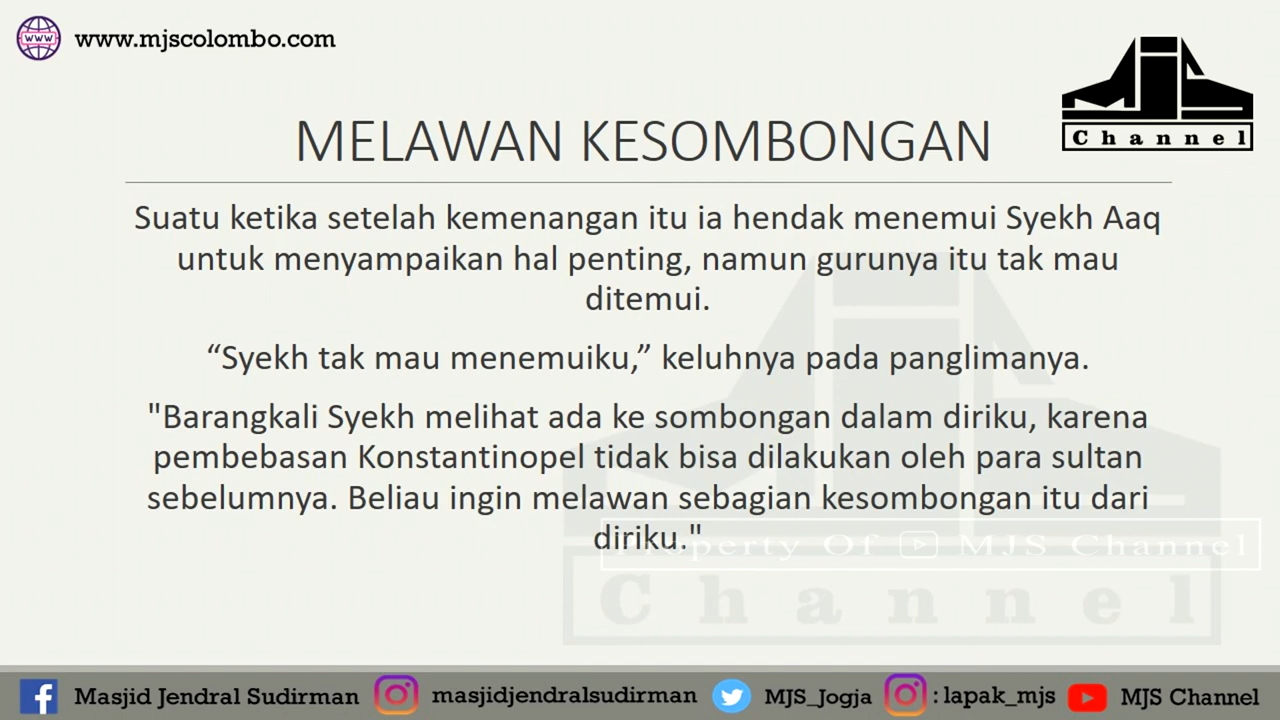 www.mjscolombo.com
MJS
Channel
MELAWAN KESOMBONGAN
Suatu ketika setelah kemenangan itu ia hendak menemui Syekh Aaq
untuk menyampaikan hal penting, namun gurunya itu tak mau
ditemui.
“Syekh tak mau menemuiku,” keluhnya pada panglimanya.
"Barangkali Syekh melihat ada ke sombongan dalam diriku, karena
pembebasan Konstantinopel tidak bisa dilakukan oleh para sultan
sebelumnya. Beliau ingin melawan sebagian kesombongan itu dari
diriku."
Property Of MJS Channel
Channel
Masjid Jendral Sudirman masjidjendralsudirman MJS_Jogja : lapak_mjs MJS Channel